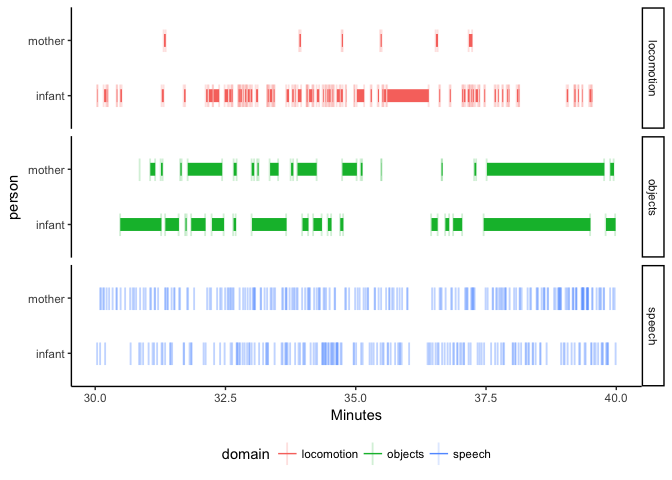 mother
infant
locomotion
mother
infant
objects
mother
infant
speech
person
30.0 32.5 35.0 37.5 40.0
Minutes
domain locomotion objects speech